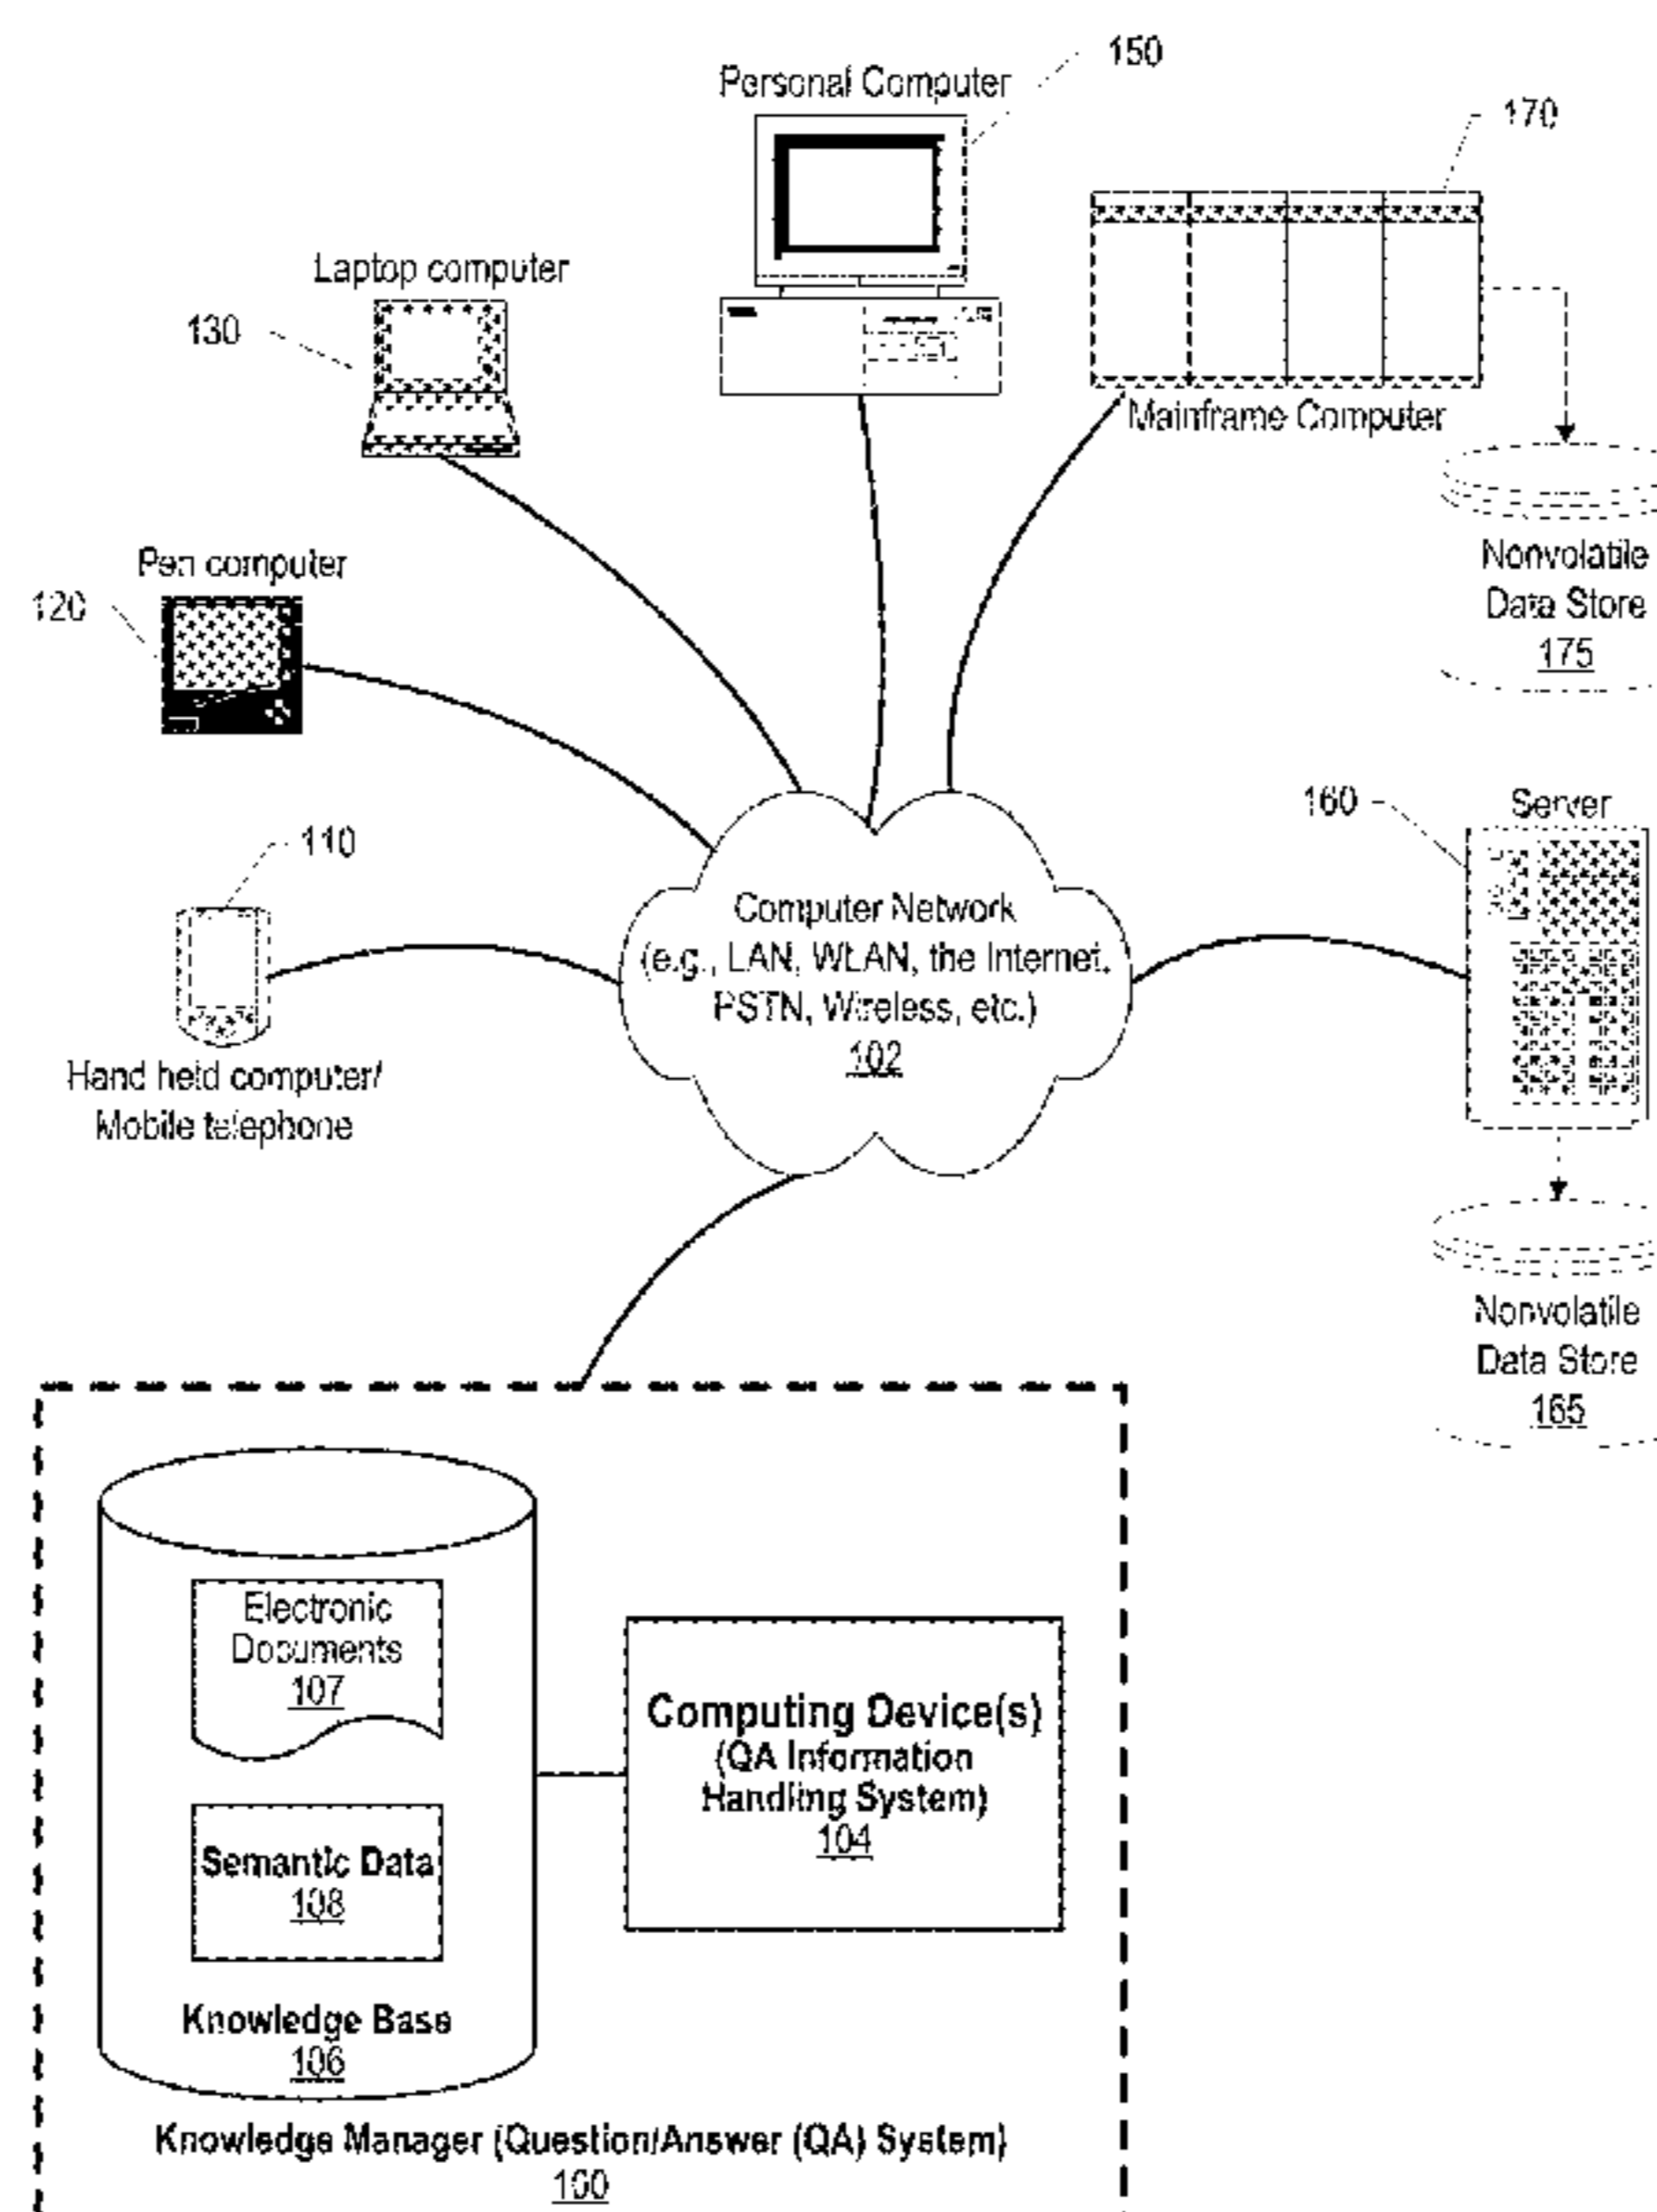 150
Personal Computer
170
Laptop computer
130
Mainframe Computer
Nonvolatile
Data Store
175
Pen computer
120
160
Server
110
Computer Network
(e.g., LAN, WLAN, the Internet,
PSTN, Wireless, etc.)
102
Hand held computer/
Mobile telephone
Nonvolatile
Data Store
165
Electronic
Documents
107
Computing Device(s)
(QA Information
Handling System)
104
Semantic Data
108
Knowledge Base
106
Knowledge Manager (Question/Answer (QA) System)
100